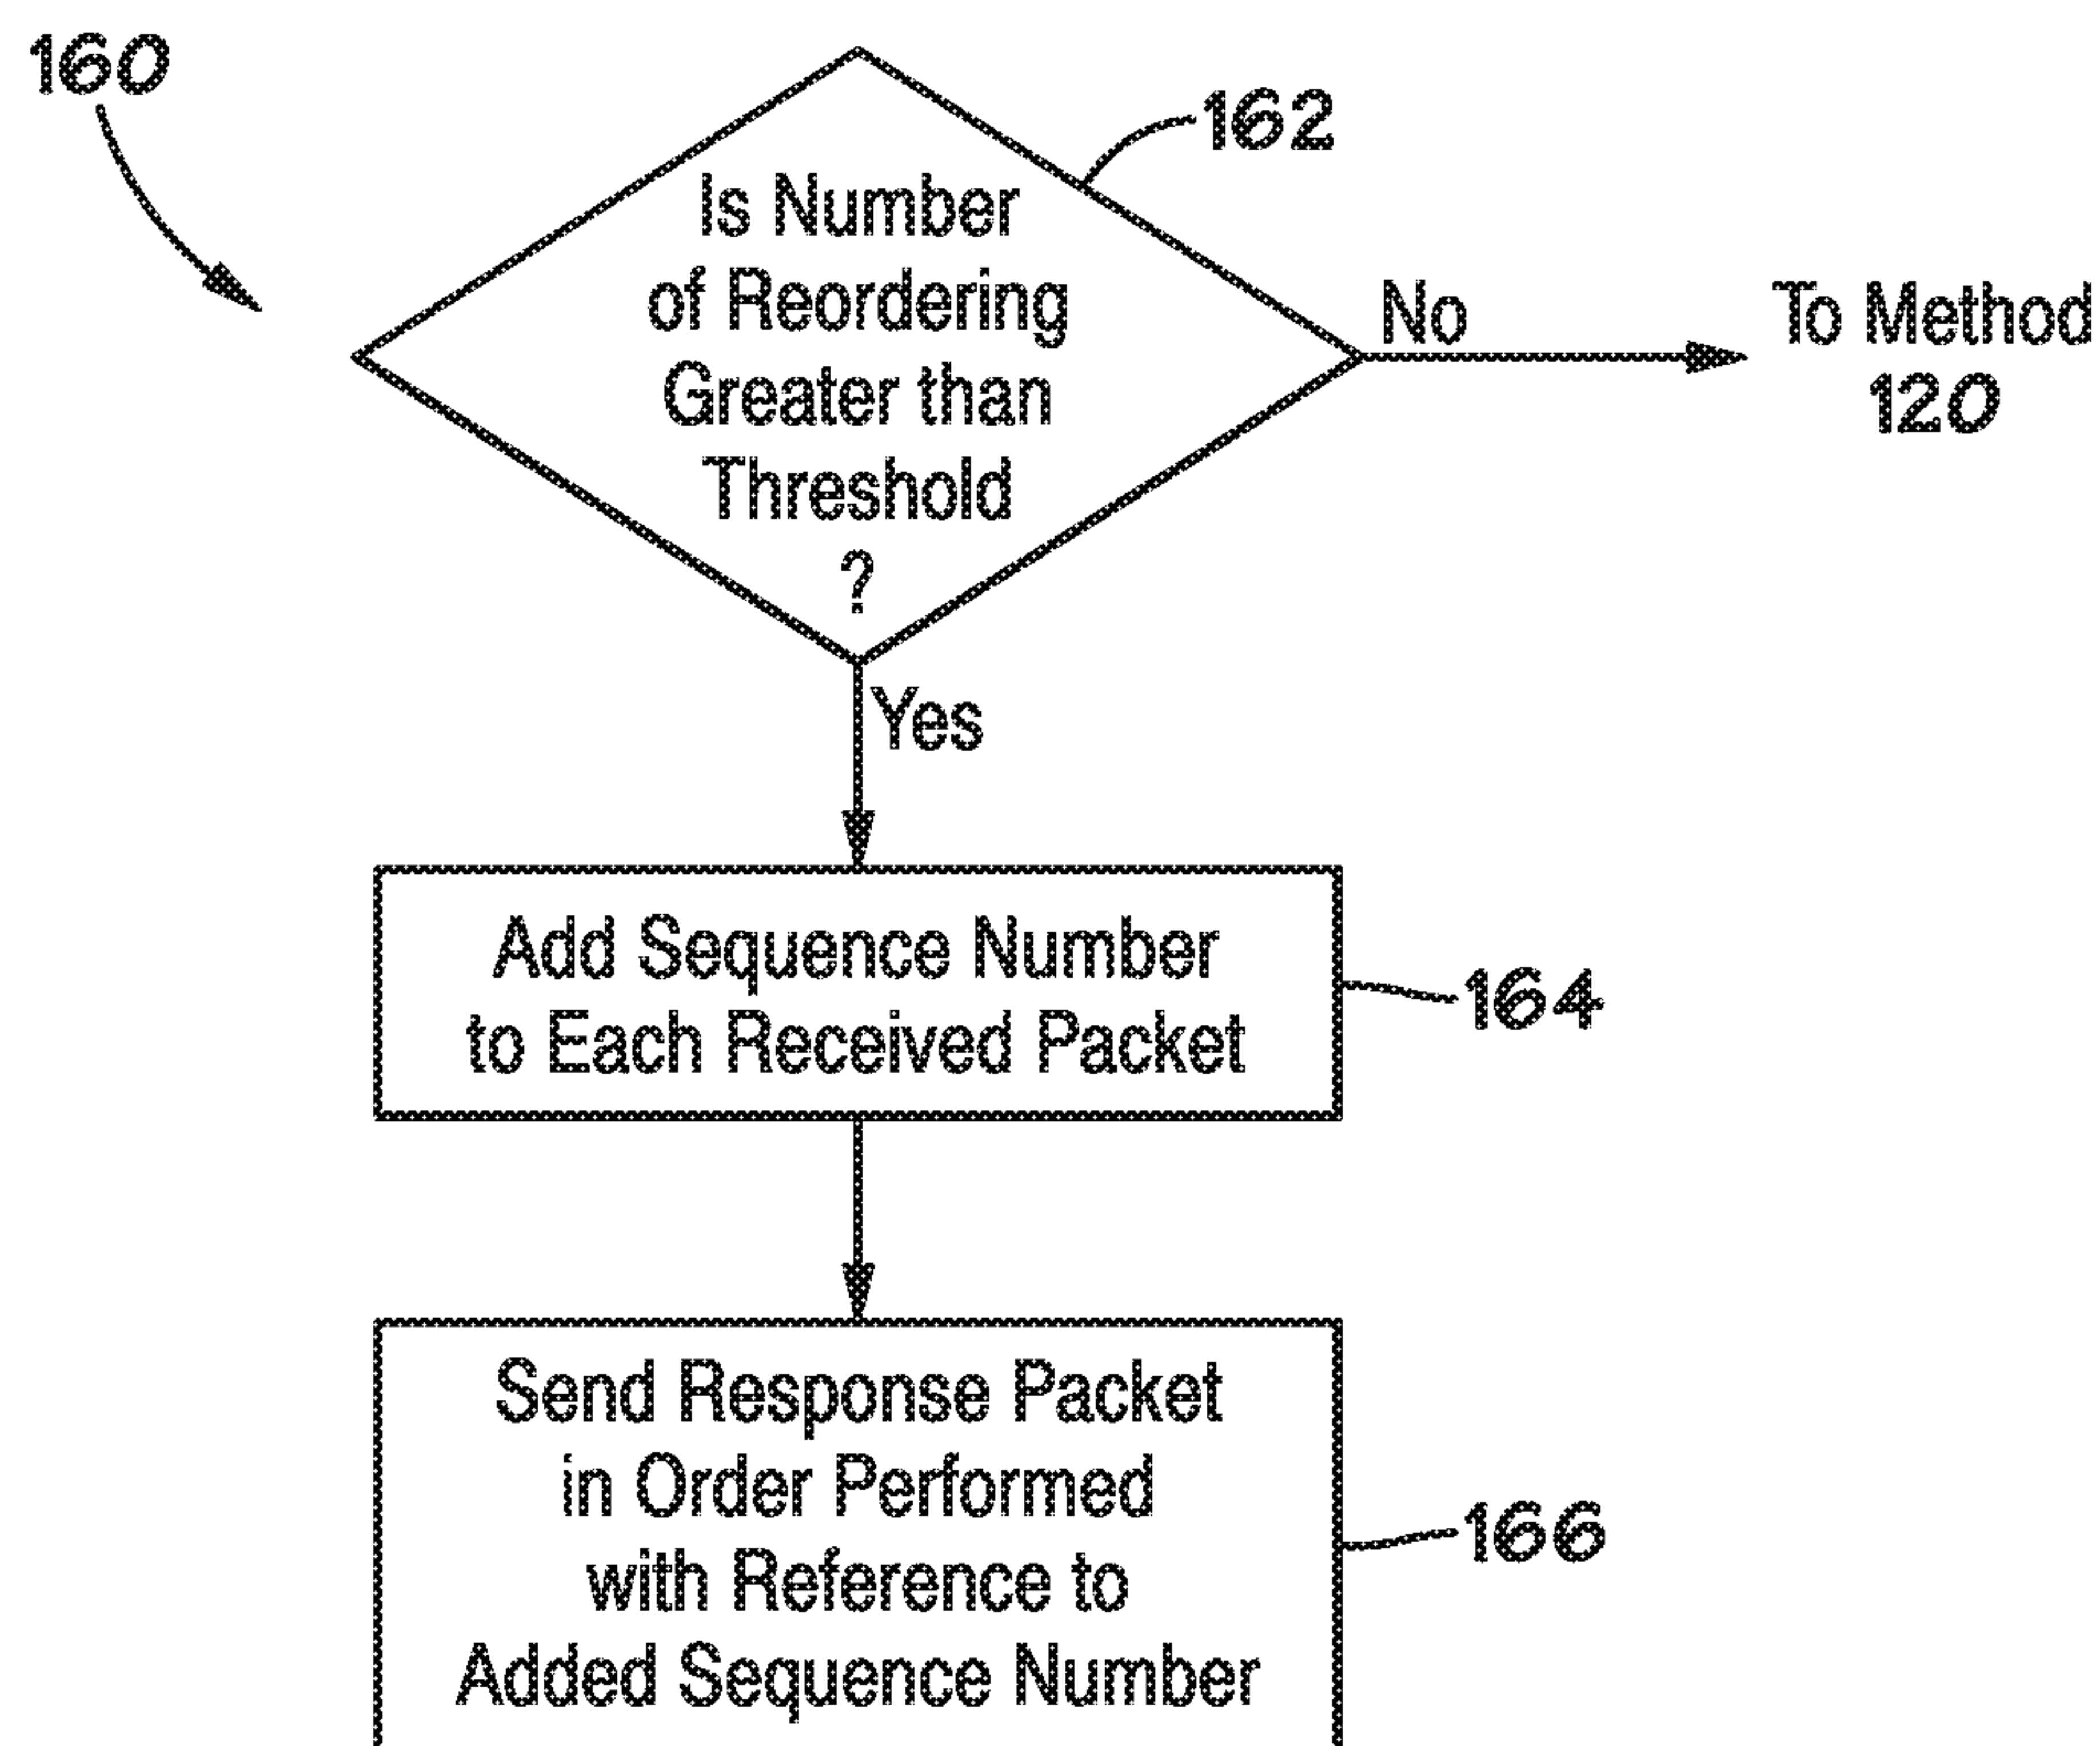 160
162
Is Number
of Reordering
Greater than
Threshold
?
No
To Method
120
Yes
Add Sequence Number
to Each Received Packet
164
Send Response Packet
in Order Performed
with Reference to
Added Sequence Number
166